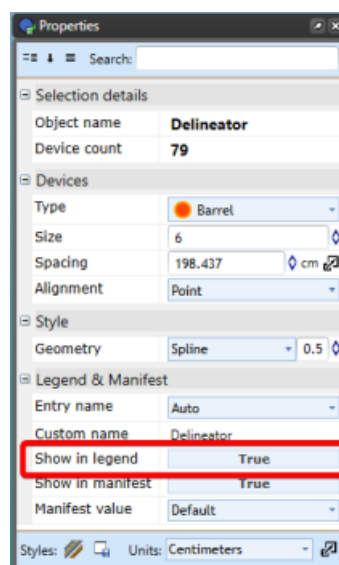 Properties
Search:
Selection details
Object name Delineator
Device count 79
Devices
Type Barrel
Size 6
Spacing 198.437 cm
Alignment Point
Style
Geometry Spline 0.5
Legend & Manifest
Entry name Auto
Custom name Delineator
Show in legend True
Show in manifest True
Manifest value Default
Styles: Units: Centimeters